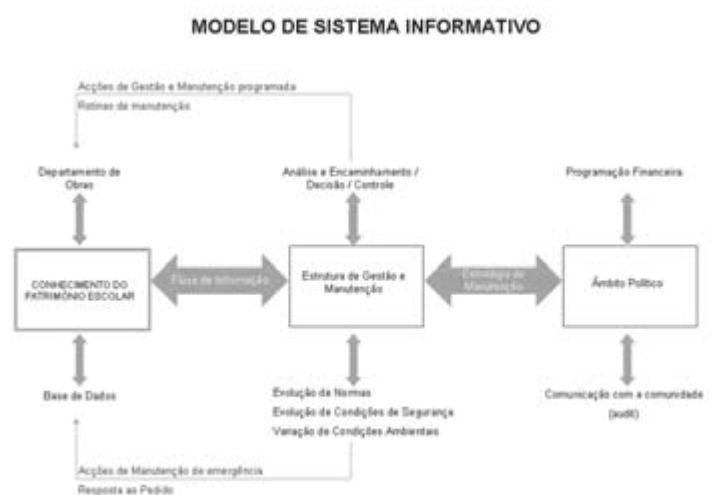 MODELO DE SISTEMA INFORMATIVO
Acções de Gestão e Manutenção programada
Rotinas de manutenção
Departamento de
Obras
Análise e Encaminhamento /
Decisão / Controle
Programação Financeira
CONHECIMENTO DO
PATRIMÓNIO ESCOLAR
Fluxo de Informação
Estrutura de Gestão e
Manutenção
Estratégia de
Manutenção
Âmbito Político
Base de Dados
Evolução de Normas
Evolução de Condições de Segurança
Variação de Condições Ambientais
Comunicação com a comunidade
(audit)
Acções de Manutenção de emergência
Resposta ao Pedido